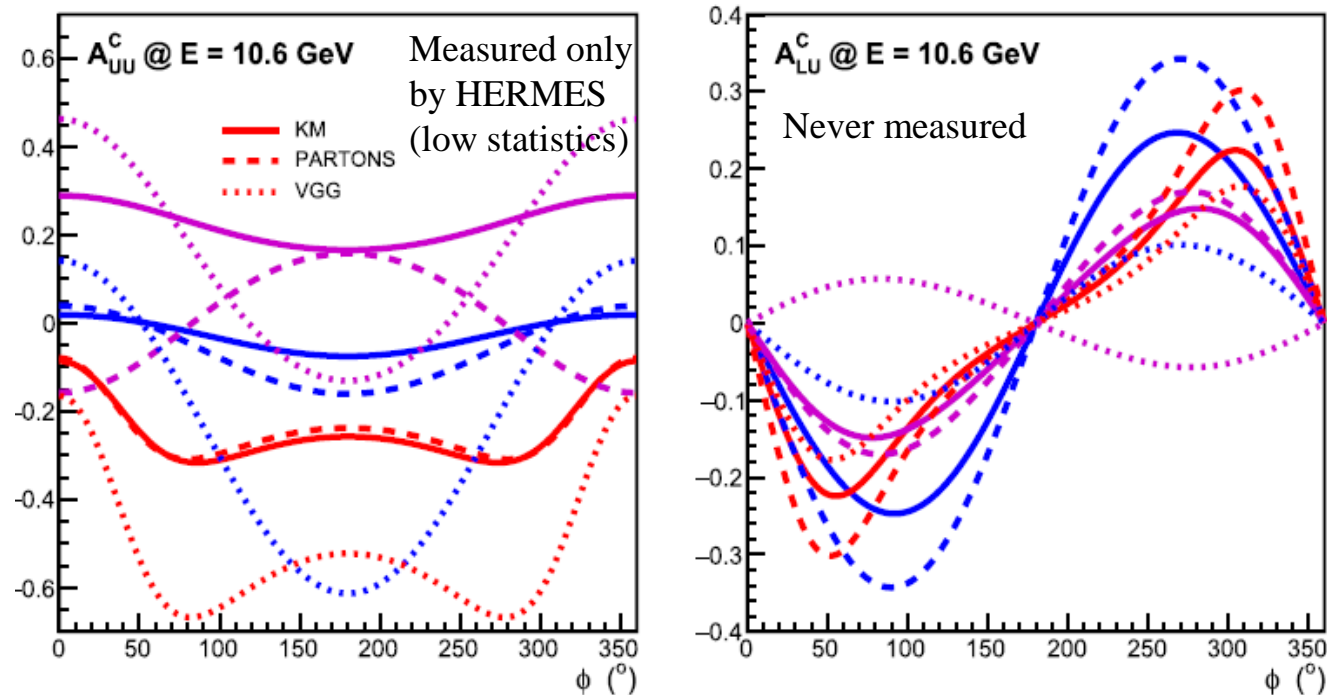 A_UU^C @ E = 10.6 GeV
Measured only
by HERMES
(low statistics)
KM
PARTONS
VGG
0.6
0.4
0.2
0
-0.2
-0.4
-0.6
0 50 100 150 200 250 300 350
ϕ (°)
A_LU^C @ E = 10.6 GeV
Never measured
0.4
0.3
0.2
0.1
0
−0.1
−0.2
−0.3
−0.4
0 50 100 150 200 250 300 350
ϕ (°)